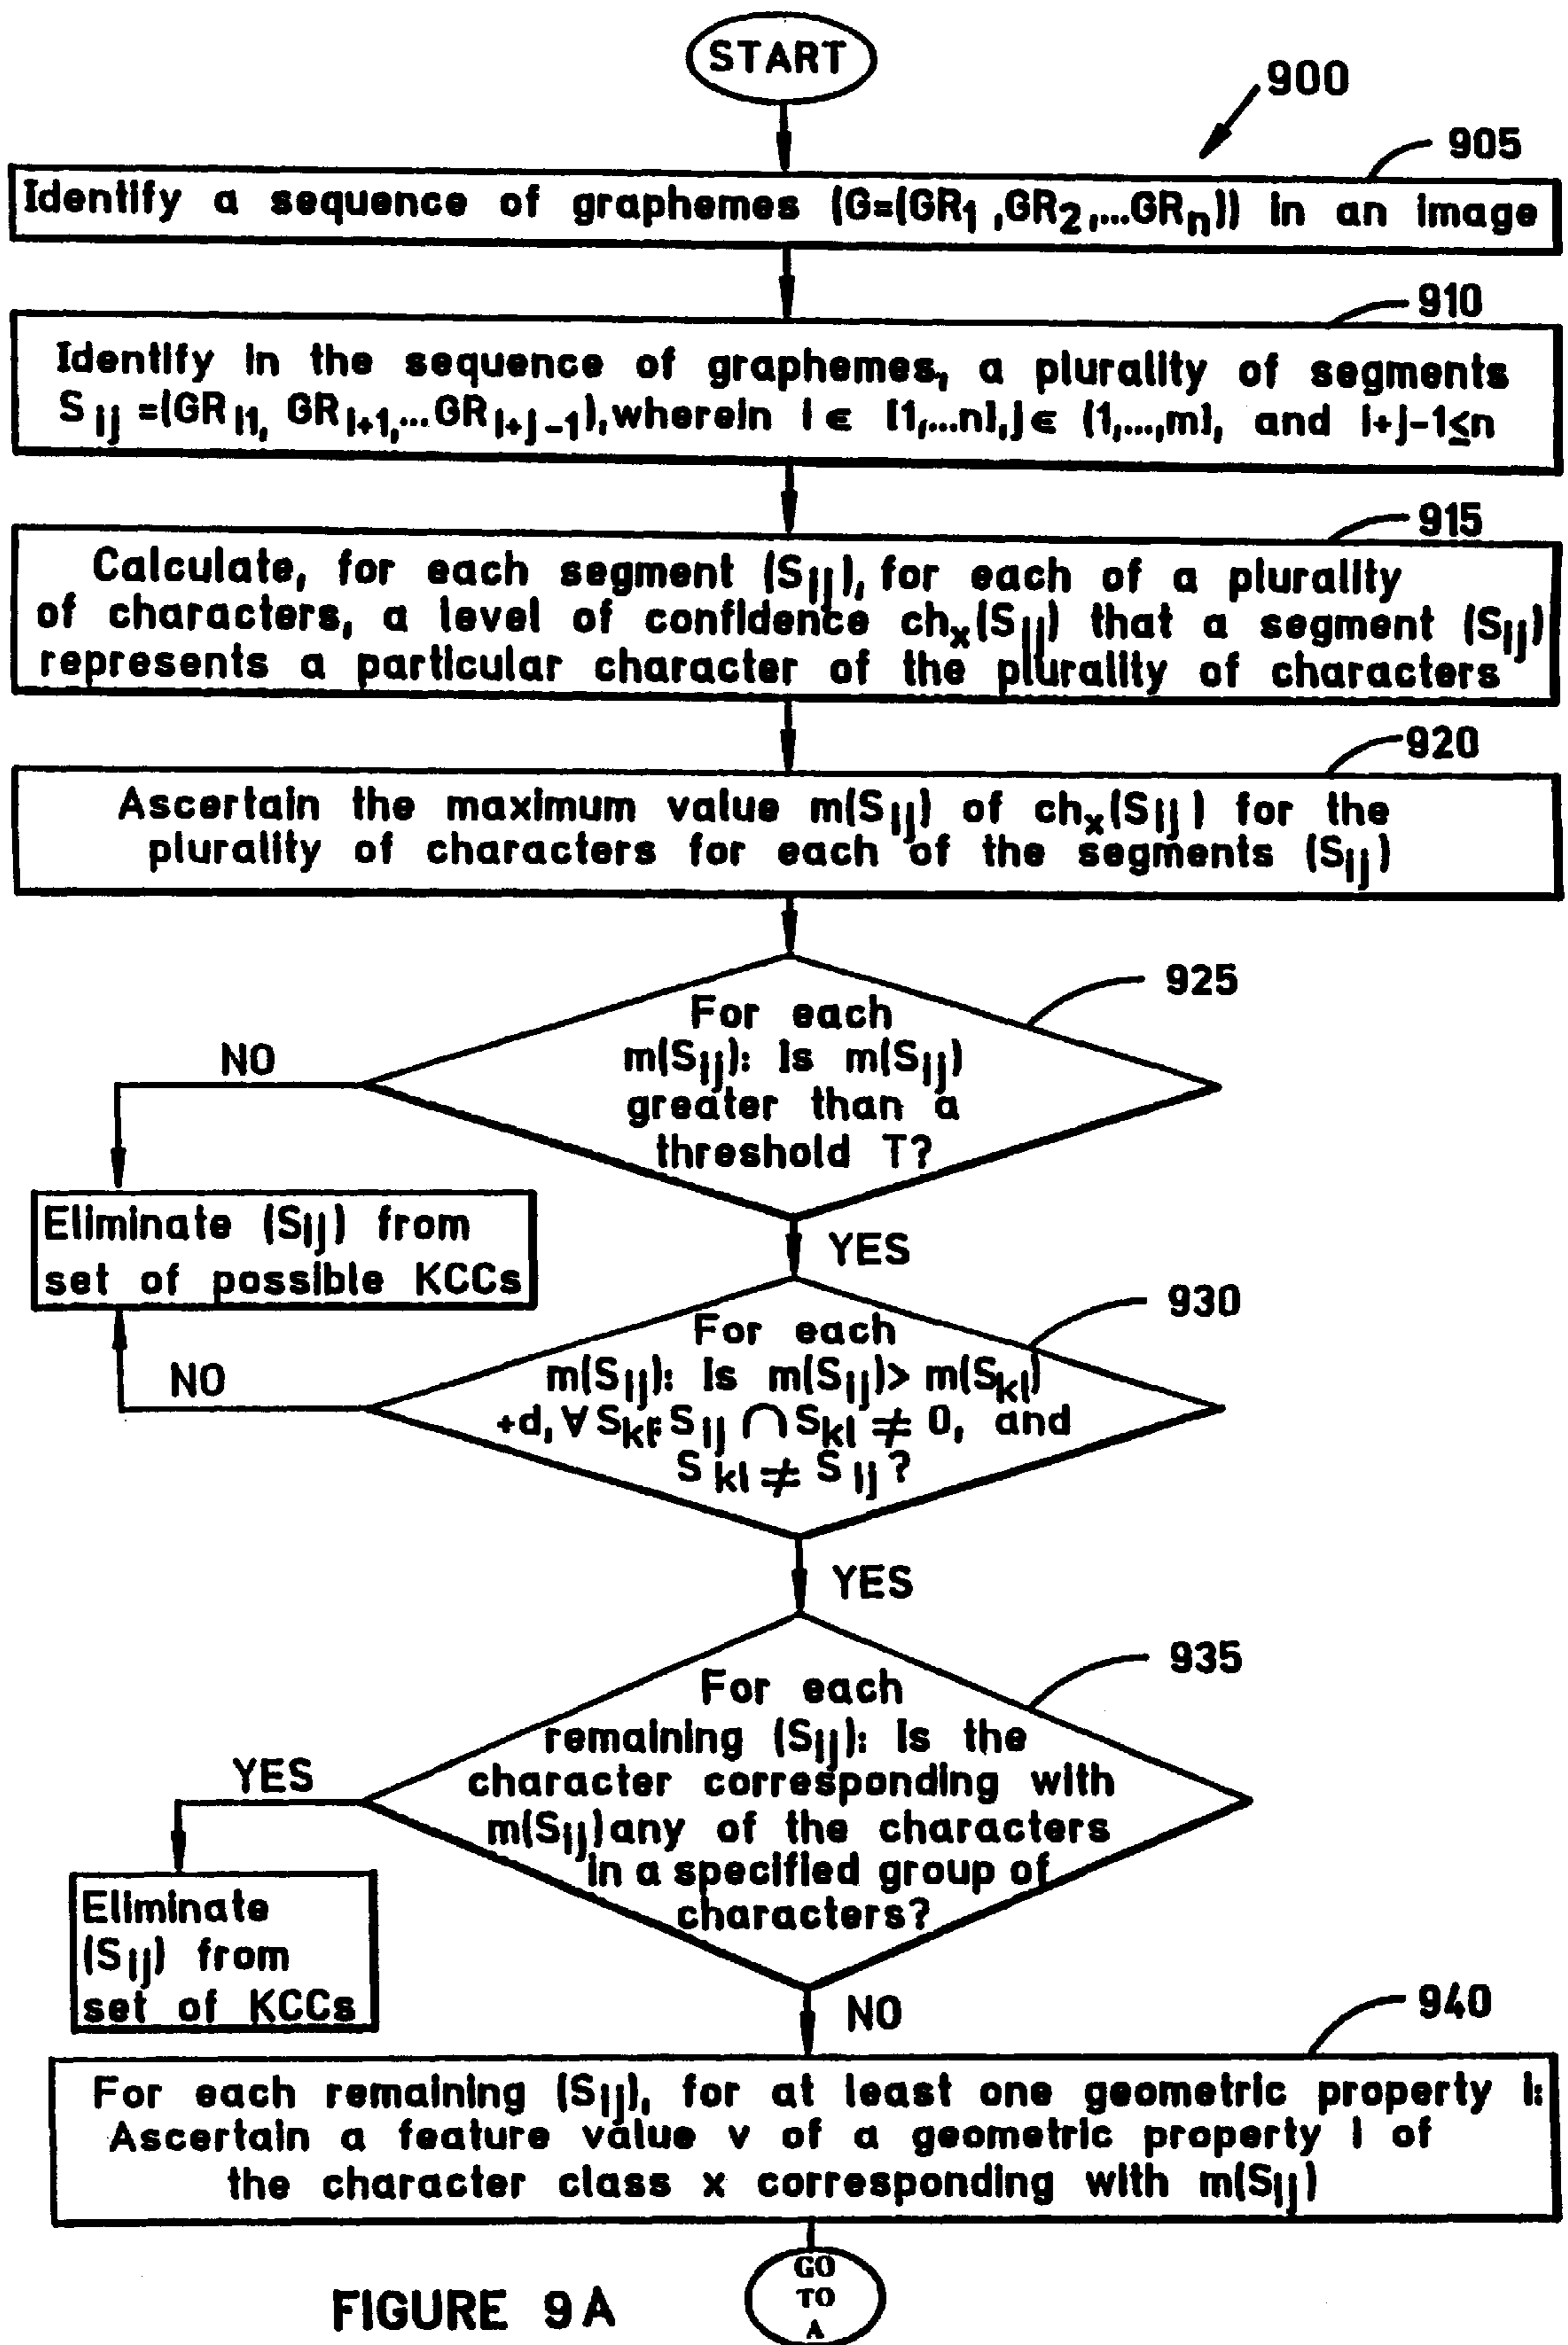 START
900
905
Identify a sequence of graphemes (G=(GR1 ,GR2,...GRn)) in an image
910
Identify in the sequence of graphemes, a plurality of segments
S ij =(GRi1, GRi+1,...GRi+j-1), wherein i ∈ [1,...n], j ∈ (1,...,m], and i+j-1≤n
915
Calculate, for each segment (Sij), for each of a plurality
of characters, a level of confidence chx(Sij) that a segment (Sij)
represents a particular character of the plurality of characters
920
Ascertain the maximum value m(Sij) of chx(Sij) for the
plurality of characters for each of the segments (Sij)
925
For each
m(Sij): Is m(Sij)
greater than a
threshold T?
NO
Eliminate (Sij) from
set of possible KCCs
YES
930
For each
m(Sij): Is m(Sij)> m(Skl)
+d, ∀ Skl: Sij ∩ Skl ≠ 0, and
S kl ≠ S ij ?
NO
YES
935
For each
remaining (Sij): Is the
character corresponding with
m(Sij) any of the characters
in a specified group of
characters?
YES
Eliminate
(Sij) from
set of KCCs
NO
940
For each remaining (Sij), for at least one geometric property l:
Ascertain a feature value v of a geometric property l of
the character class x corresponding with m(Sij)
GO
TO
A
FIGURE 9A